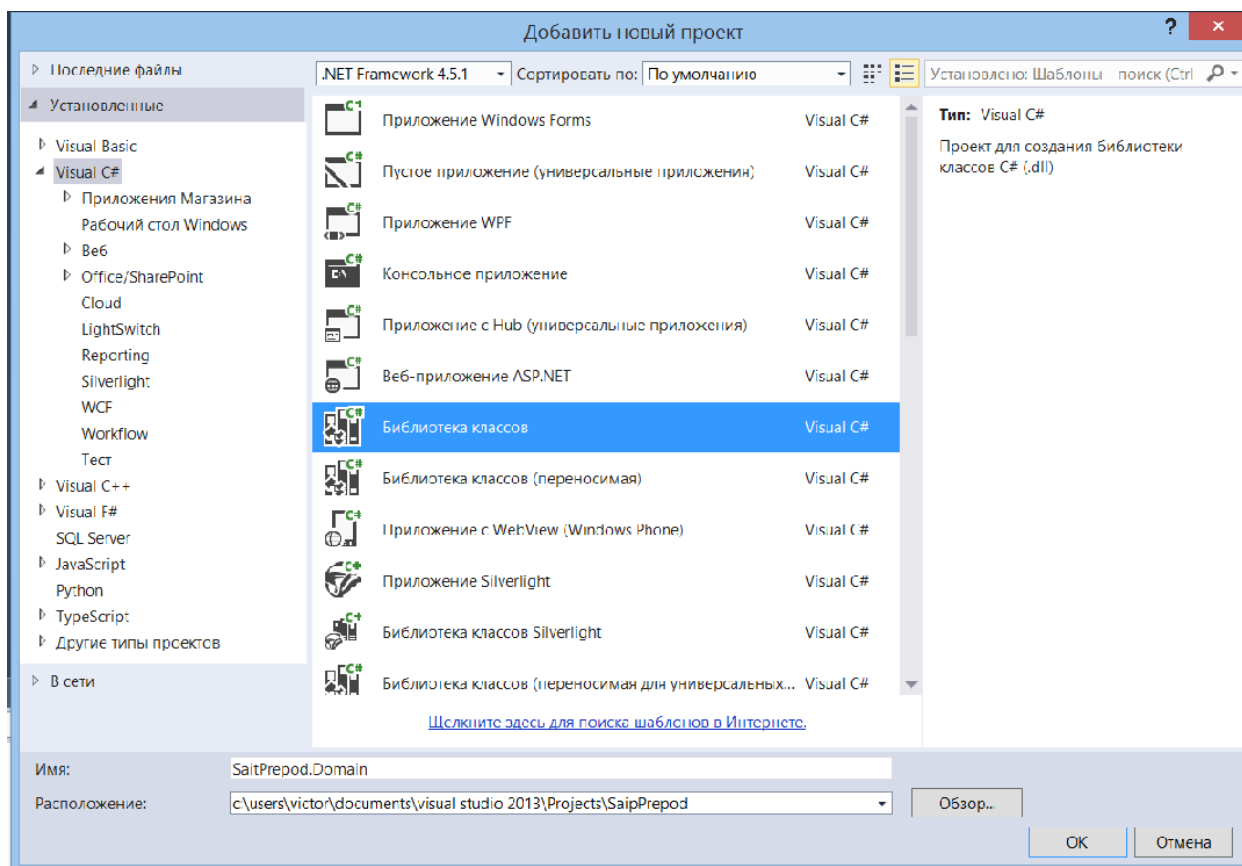 Добавить новый проект
?
Последние файлы
.NET Framework 4.5.1
Сортировать по: По умолчанию
Установлено: Шаблоны поиск (Ctrl
Установленные
Visual Basic
Visual C#
Приложения Магазина
Рабочий стол Windows
Веб
Office/SharePoint
Cloud
LightSwitch
Reporting
Silverlight
WCF
Workflow
Тест
Visual C++
Visual F#
SQL Server
JavaScript
Python
TypeScript
Другие типы проектов
В сети
Приложение Windows Forms Visual C#
Пустое приложение (универсальные приложения) Visual C#
Приложение WPF Visual C#
Консольное приложение Visual C#
Приложение с Hub (универсальные приложения) Visual C#
Веб-приложение ASP.NET Visual C#
Библиотека классов Visual C#
Библиотека классов (переносимая) Visual C#
Приложение с WebView (Windows Phone) Visual C#
Приложение Silverlight Visual C#
Библиотека классов Silverlight Visual C#
Библиотека классов (переносимая для универсальных... Visual C#
Щелкните здесь для поиска шаблонов в Интернете.
Тип: Visual C#
Проект для создания библиотеки
классов C# (.dll)
Имя: SaitPrepod.Domain
Расположение: c:\users\victor\documents\visual studio 2013\Projects\SaipPrepod
Обзор...
OK Отмена